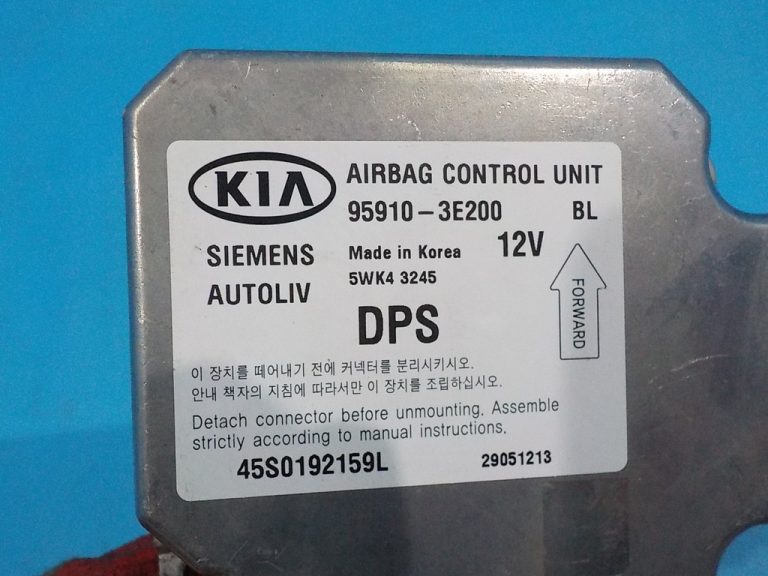 KIA
AIRBAG CONTROL UNIT
95910-3E200 BL
SIEMENS
AUTOLIV
Made in Korea 12V
5WK4 3245
FORWARD
DPS
이 장치를 떼어내기 전에 커넥터를 분리시키시오.
안내 책자의 지침에 따라서만 이 장치를 조립하십시오.
Detach connector before unmounting. Assemble
strictly according to manual instructions.
45S0192159L 29051213